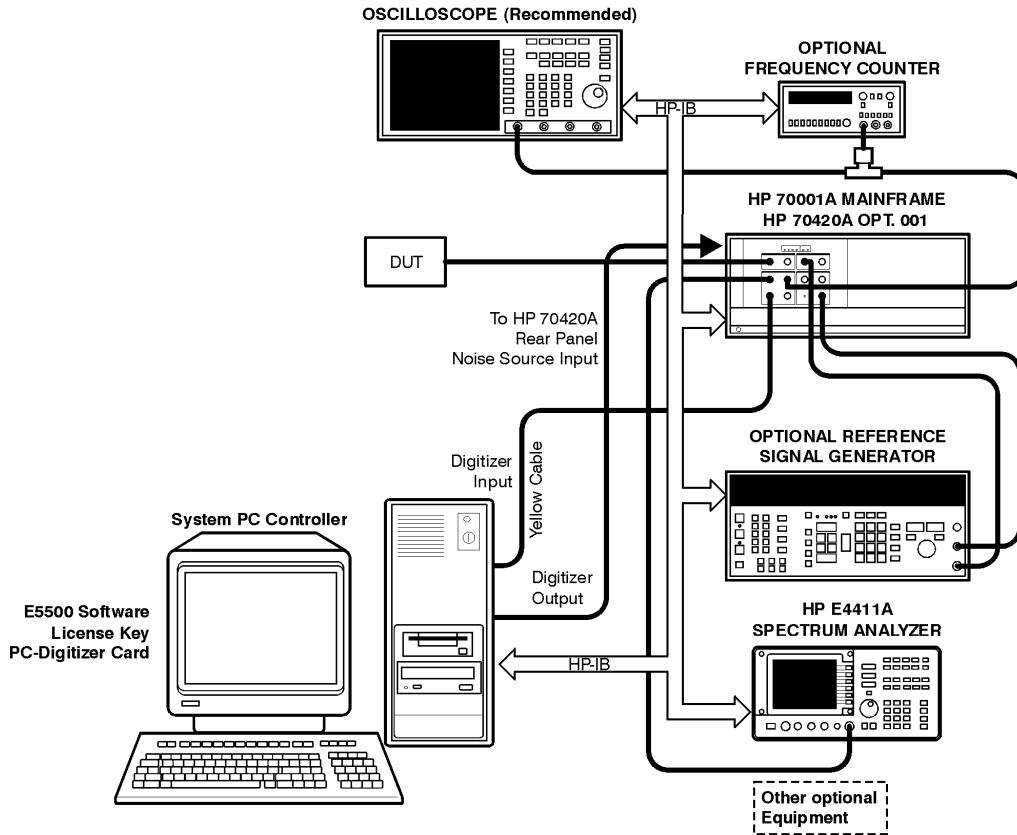 OSCILLOSCOPE (Recommended)
OPTIONAL
FREQUENCY COUNTER
HP-IB
HP 70001A MAINFRAME
HP 70420A OPT. 001
DUT
To HP 70420A
Rear Panel
Noise Source Input
OPTIONAL REFERENCE
SIGNAL GENERATOR
Digitizer
Input
Yellow Cable
System PC Controller
Digitizer
Output
E5500 Software
License Key
PC-Digitizer Card
HP E4411A
SPECTRUM ANALYZER
HP-IB
Other optional
Equipment